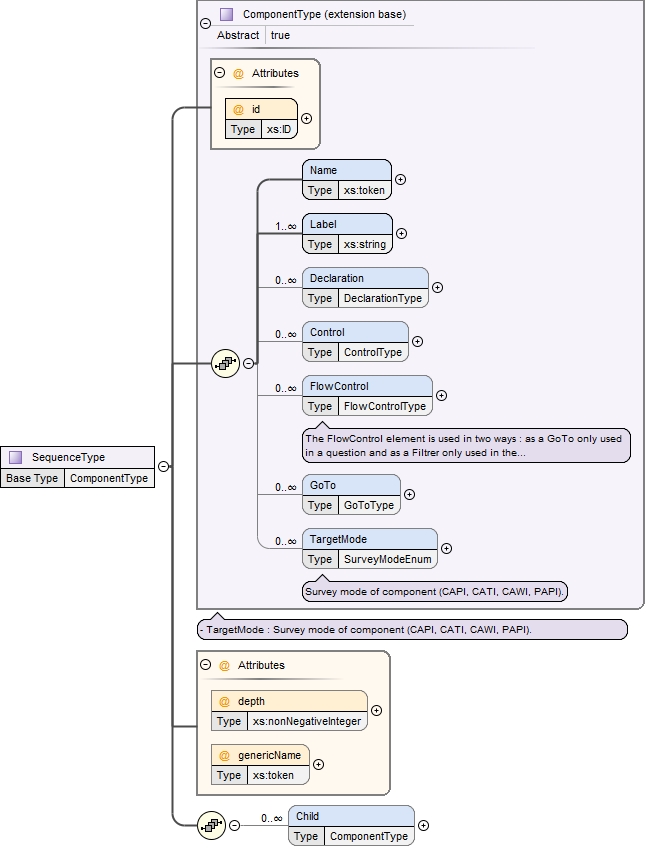 ComponentType (extension base)
Abstract true
@ Attributes
@ id
Type xs:ID
Name
Type xs:token
1..∞ Label
Type xs:string
0..∞ Declaration
Type DeclarationType
0..∞ Control
Type ControlType
0..∞ FlowControl
Type FlowControlType
The FlowControl element is used in two ways : as a GoTo only used
in a question and as a Filtrer only used in the...
SequenceType
Base Type ComponentType
0..∞ GoTo
Type GoToType
0..∞ TargetMode
Type SurveyModeEnum
Survey mode of component (CAPI, CATI, CAWI, PAPI).
- TargetMode : Survey mode of component (CAPI, CATI, CAWI, PAPI).
@ Attributes
@ depth
Type xs:nonNegativeInteger
@ genericName
Type xs:token
0..∞ Child
Type ComponentType